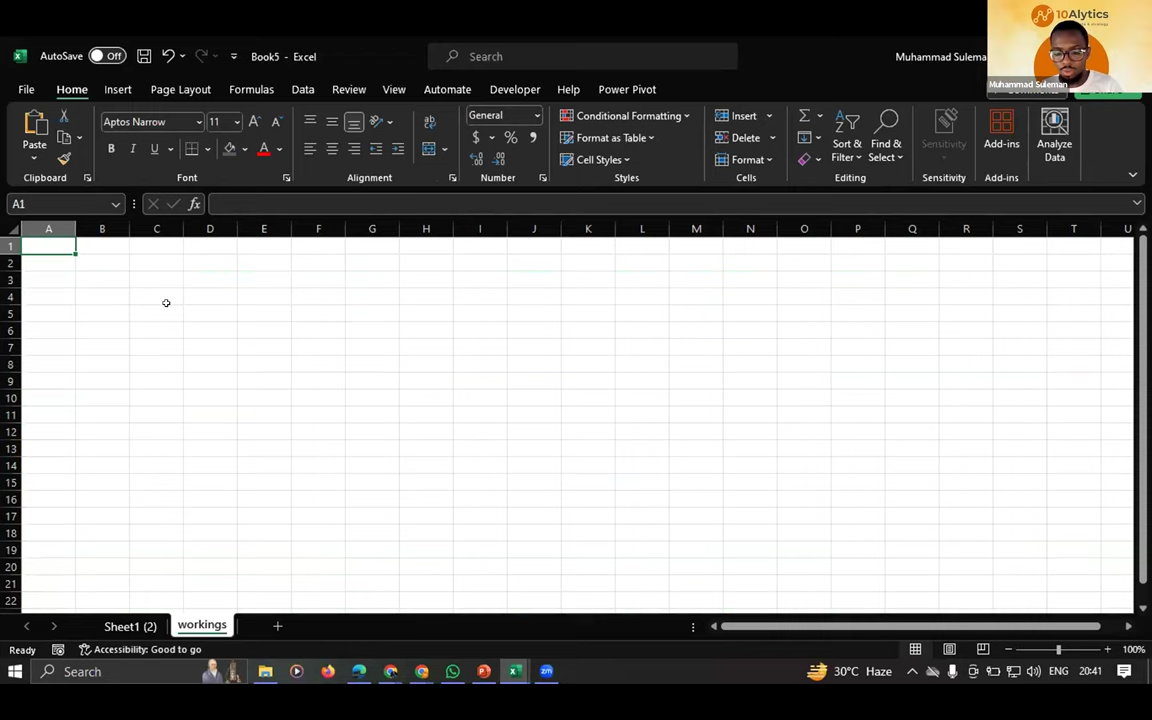 10Alytics
Muhammad Suleman
AutoSave Off Book5 - Excel Search Muhammad Sulema
File Home Insert Page Layout Formulas Data Review View Automate Developer Help Power Pivot Comments
Paste Aptos Narrow 11 A A General Conditional Formatting Insert Sort & Find & Sensitivity Add-ins Analyze
B I U A ab $ % , Format as Table Delete Filter Select Data
Cell Styles Format
Clipboard Font Alignment Number Styles Cells Editing Sensitivity Add-ins
A1 fx
A B C D E F G H I J K L M N O P Q R S T U
1
2
3
4
5
6
7
8
9
10
11
12
13
14
15
16
17
18
19
20
21
22
Sheet1 (2) workings
Ready Accessibility: Good to go 100%
Search 30°C Haze ENG 20:41